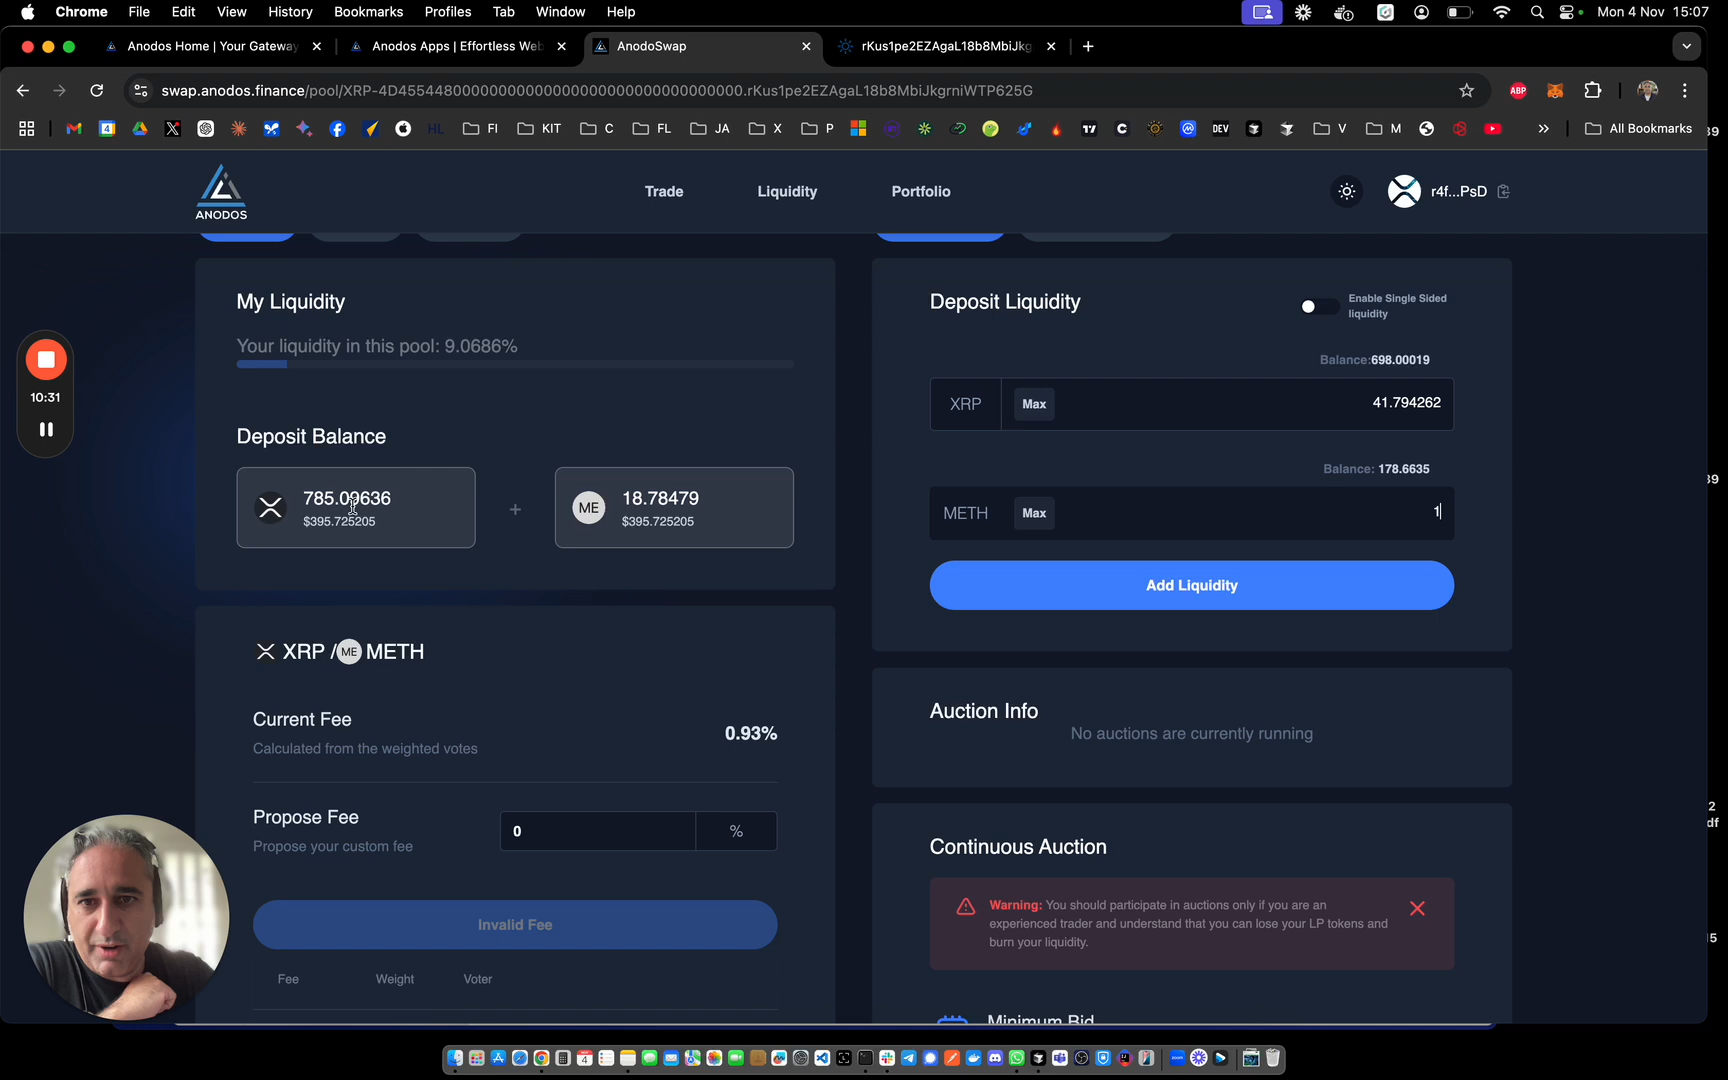 Chrome File Edit View History Bookmarks Profiles Tab Window Help Mon 4 Nov 15:07
Anodos Home | Your Gateway Anodos Apps | Effortless Web AnodoSwap rKus1pe2EZAgaL18b8MbiJkg
swap.anodos.finance/pool/XRP-4D45544800000000000000000000000000000000.rKus1pe2EZAgaL18b8MbiJkgrniWTP625G
FI KIT C FL JA X P V M All Bookmarks
ANODOS
Trade Liquidity Portfolio r4f...PsD
My Liquidity
Your liquidity in this pool: 9.0686%
Deposit Balance
785.09636
$395.725205
+
ME 18.78479
$395.725205
XRP / ME METH
Current Fee
Calculated from the weighted votes
0.93%
Propose Fee
Propose your custom fee
0 %
Invalid Fee
Fee Weight Voter
Deposit Liquidity
Enable Single Sided
liquidity
Balance:698.00019
XRP Max 41.794262
Balance: 178.6635
METH Max 1
Add Liquidity
Auction Info
No auctions are currently running
Continuous Auction
Warning: You should participate in auctions only if you are an
experienced trader and understand that you can lose your LP tokens and
burn your liquidity.
Minimum Bid
10:31